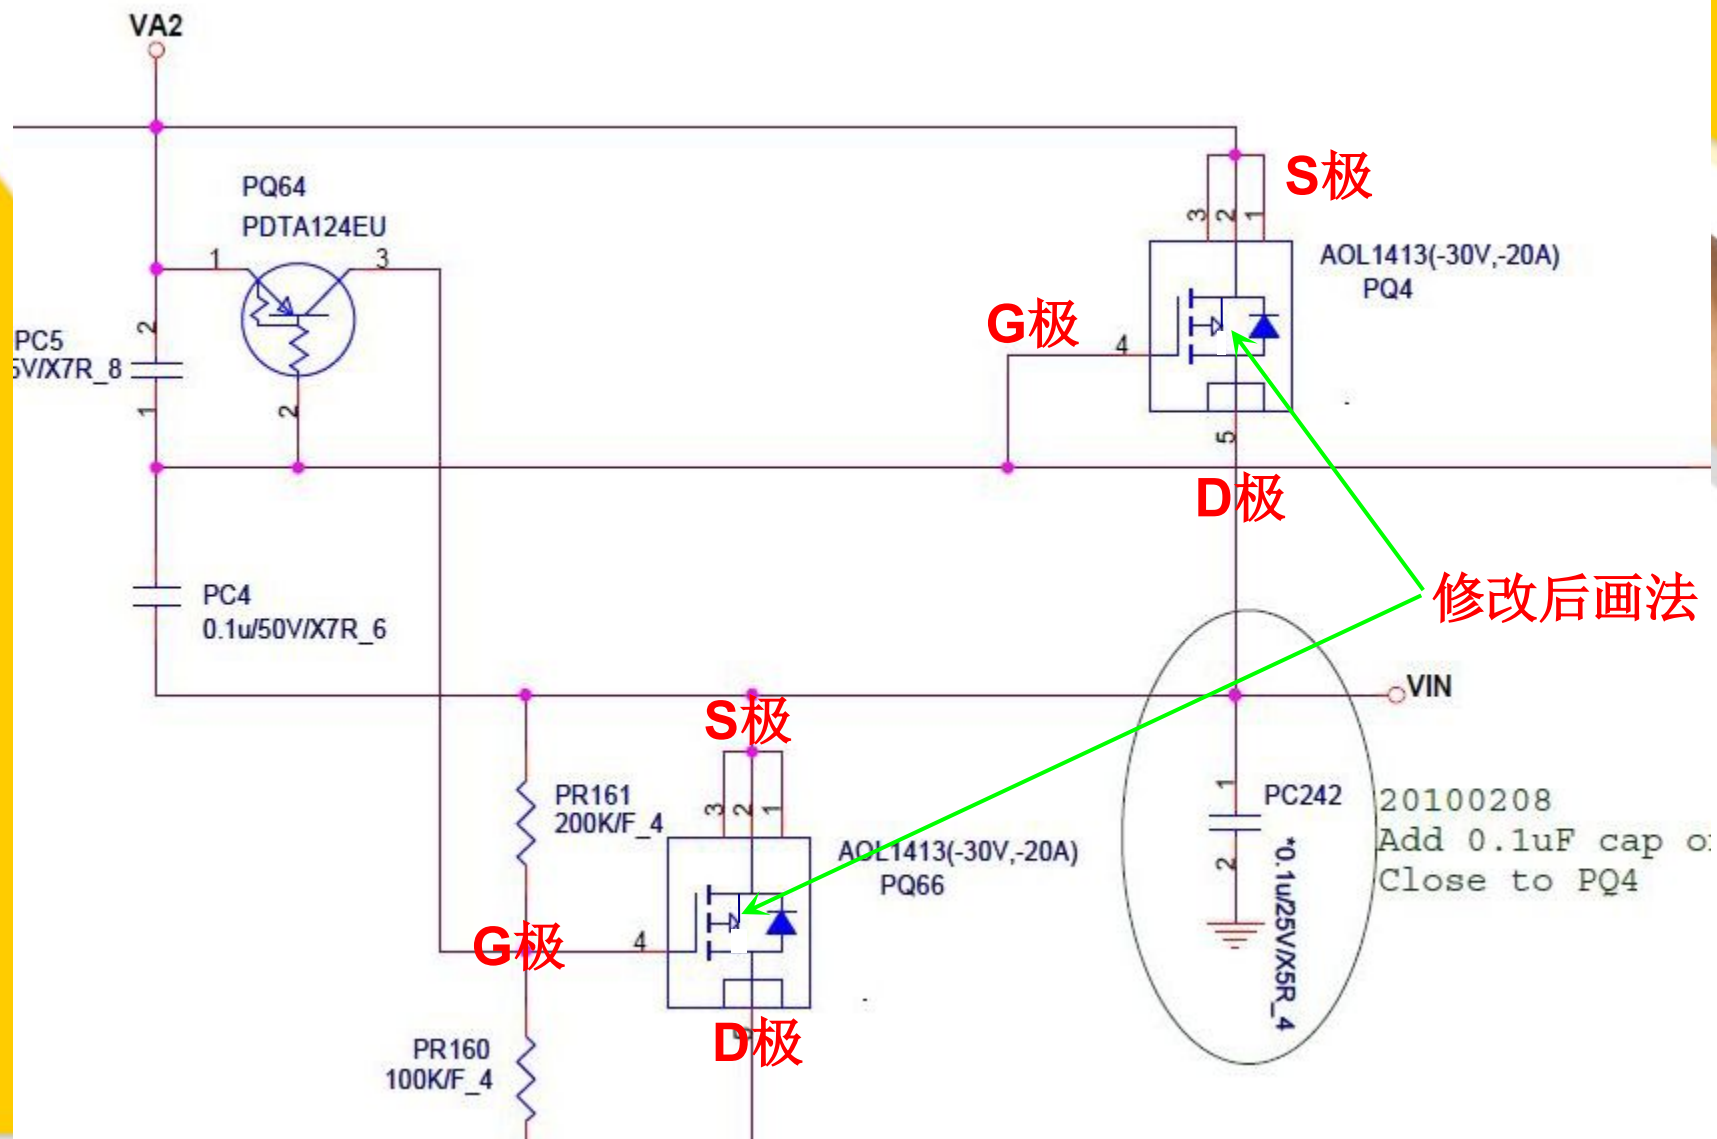 VA2
S极
PQ64
PDTA124EU
3
2
1
1
3
AOL1413(-30V,-20A)
PQ4
G极
4
2
PC5
5V/X7R_8
1
2
5
D极
修改后画法
PC4
0.1u/50V/X7R_6
VIN
S极
PR161
200K/F_4
3
2
1
1
PC242
20100208
Add 0.1uF cap
Close to PQ4
2
*0.1u/25V/X5R_4
AOL1413(-30V,-20A)
PQ66
G极
4
D极
PR160
100K/F_4